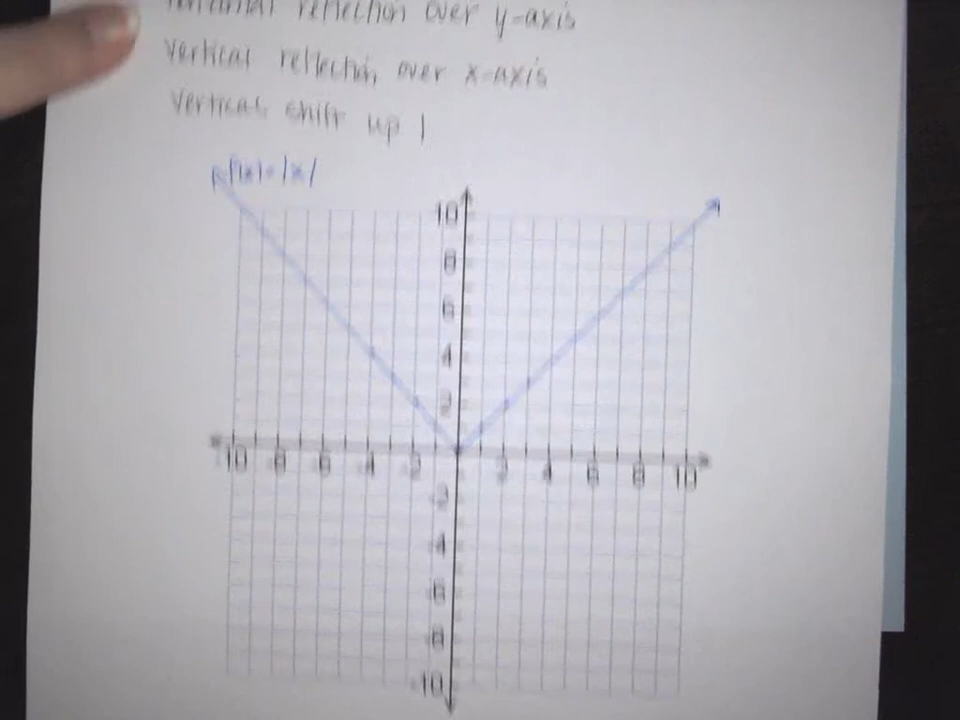 horizontal reflection over y-axis
vertical reflection over x-axis
vertical shift up 1
f(x)=|x|
10
8
6
4
2
-10 -8 -6 -4 -2 2 4 6 8 10
-2
-4
-6
-8
-10